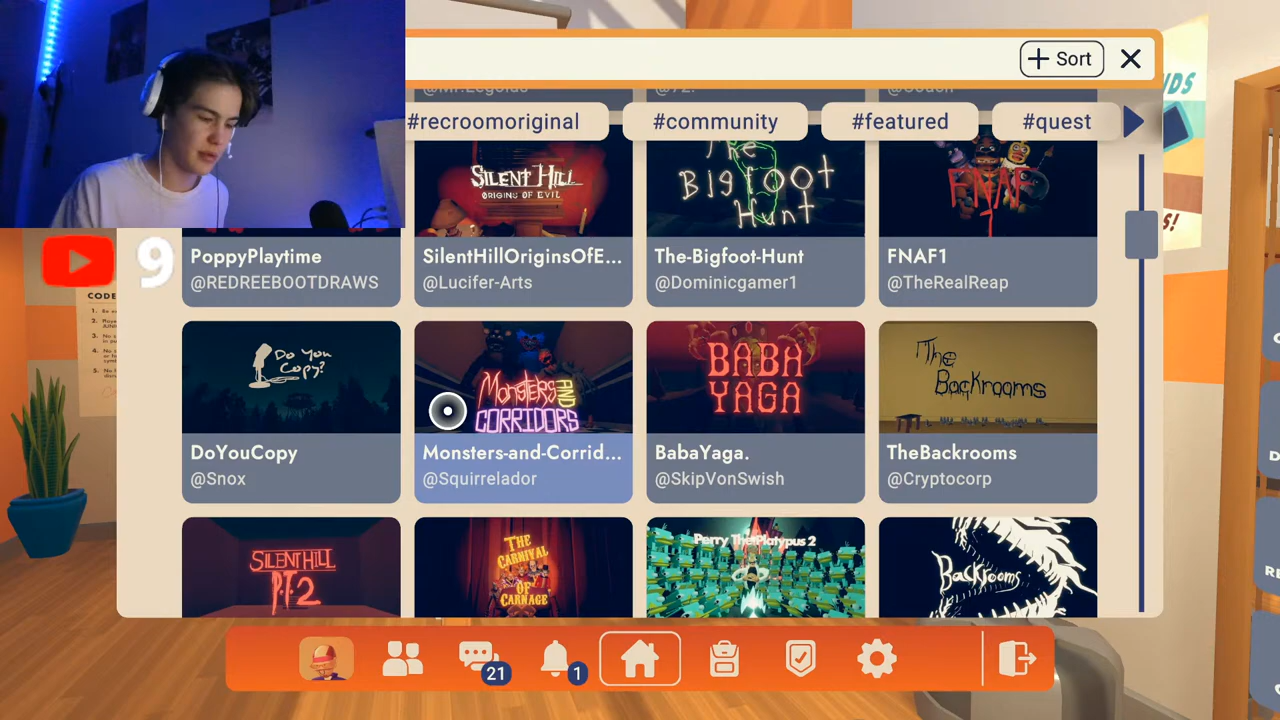 + Sort ×
#recroomoriginal #community #featured #quest
SILENT HILL
ORIGINS OF EVIL
The
Bigfoot
Hunt
FNAF
1
9
PoppyPlaytime
@REDREEBOOTDRAWS
SilentHillOriginsOfE...
@Lucifer-Arts
The-Bigfoot-Hunt
@Dominicgamer1
FNAF1
@TheRealReap
Do You
Copy?
MONSTERS
AND
CORRIDORS
BABA
YAGA
The
Backrooms
DoYouCopy
@Snox
Monsters-and-Corrid...
@Squirrelador
BabaYaga.
@SkipVonSwish
TheBackrooms
@Cryptocorp
SILENT HILL
PT2
THE
CARNIVAL
OF
CARNAGE
Perry ThePlatypus 2
Backrooms
21
1